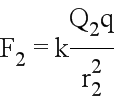 F₂ = k Q₂q / r₂²